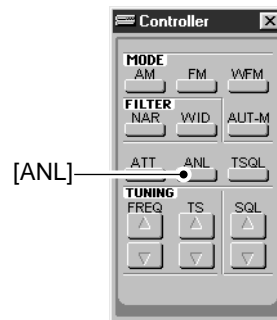 Controller
MODE
AM FM WFM
FILTER
NAR WID AUT-M
ATT ANL TSQL
[ANL]
TUNING
FREQ TS SQL